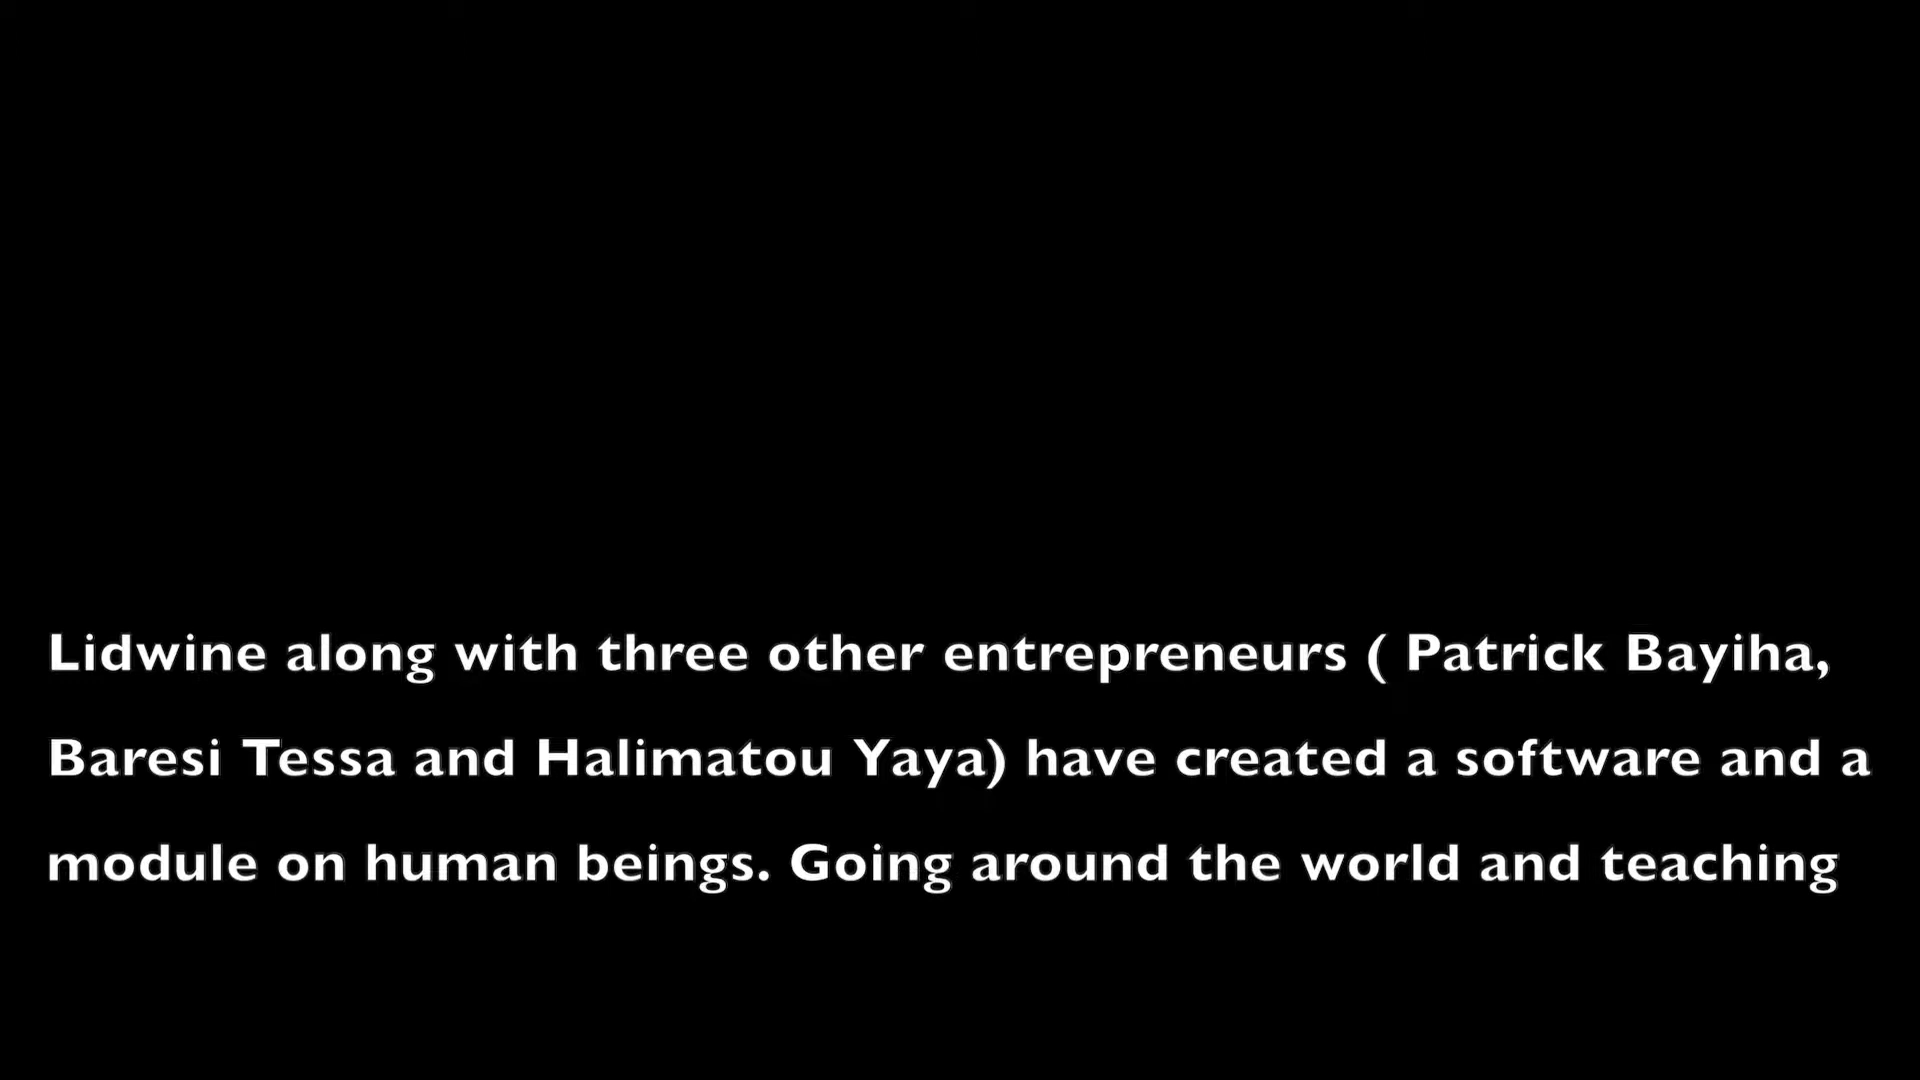 Lidwine along with three other entrepreneurs ( Patrick Bayiha,
Baresi Tessa and Halimatou Yaya) have created a software and a
module on human beings. Going around the world and teaching